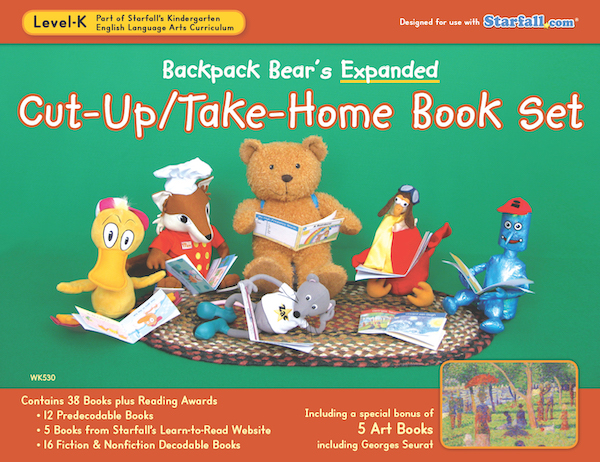 Level-K
Part of Starfall's Kindergarten
English Language Arts Curriculum
Designed for use with Starfall.com®
Backpack Bear's Expanded
Cut-Up/Take-Home Book Set
WK530
Contains 38 Books plus Reading Awards
• 12 Predecodable Books
• 5 Books from Starfall's Learn-to-Read Website
• 16 Fiction & Nonfiction Decodable Books
Including a special bonus of
5 Art Books
including Georges Seurat